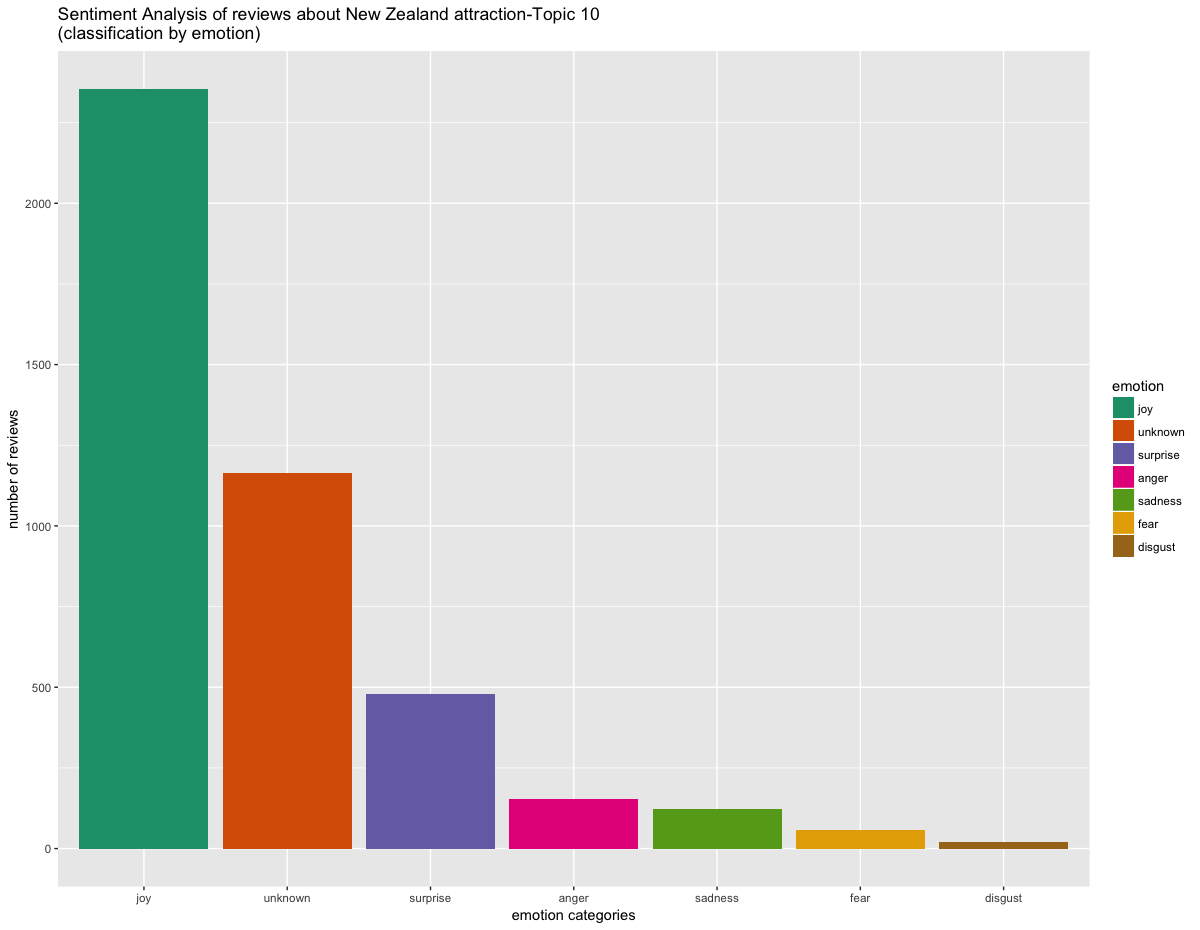 Sentiment Analysis of reviews about New Zealand attraction-Topic 10
(classification by emotion)
number of reviews
2000
1500
1000
500
0
joy
unknown
surprise
anger
sadness
fear
disgust
emotion categories
emotion
joy
unknown
surprise
anger
sadness
fear
disgust